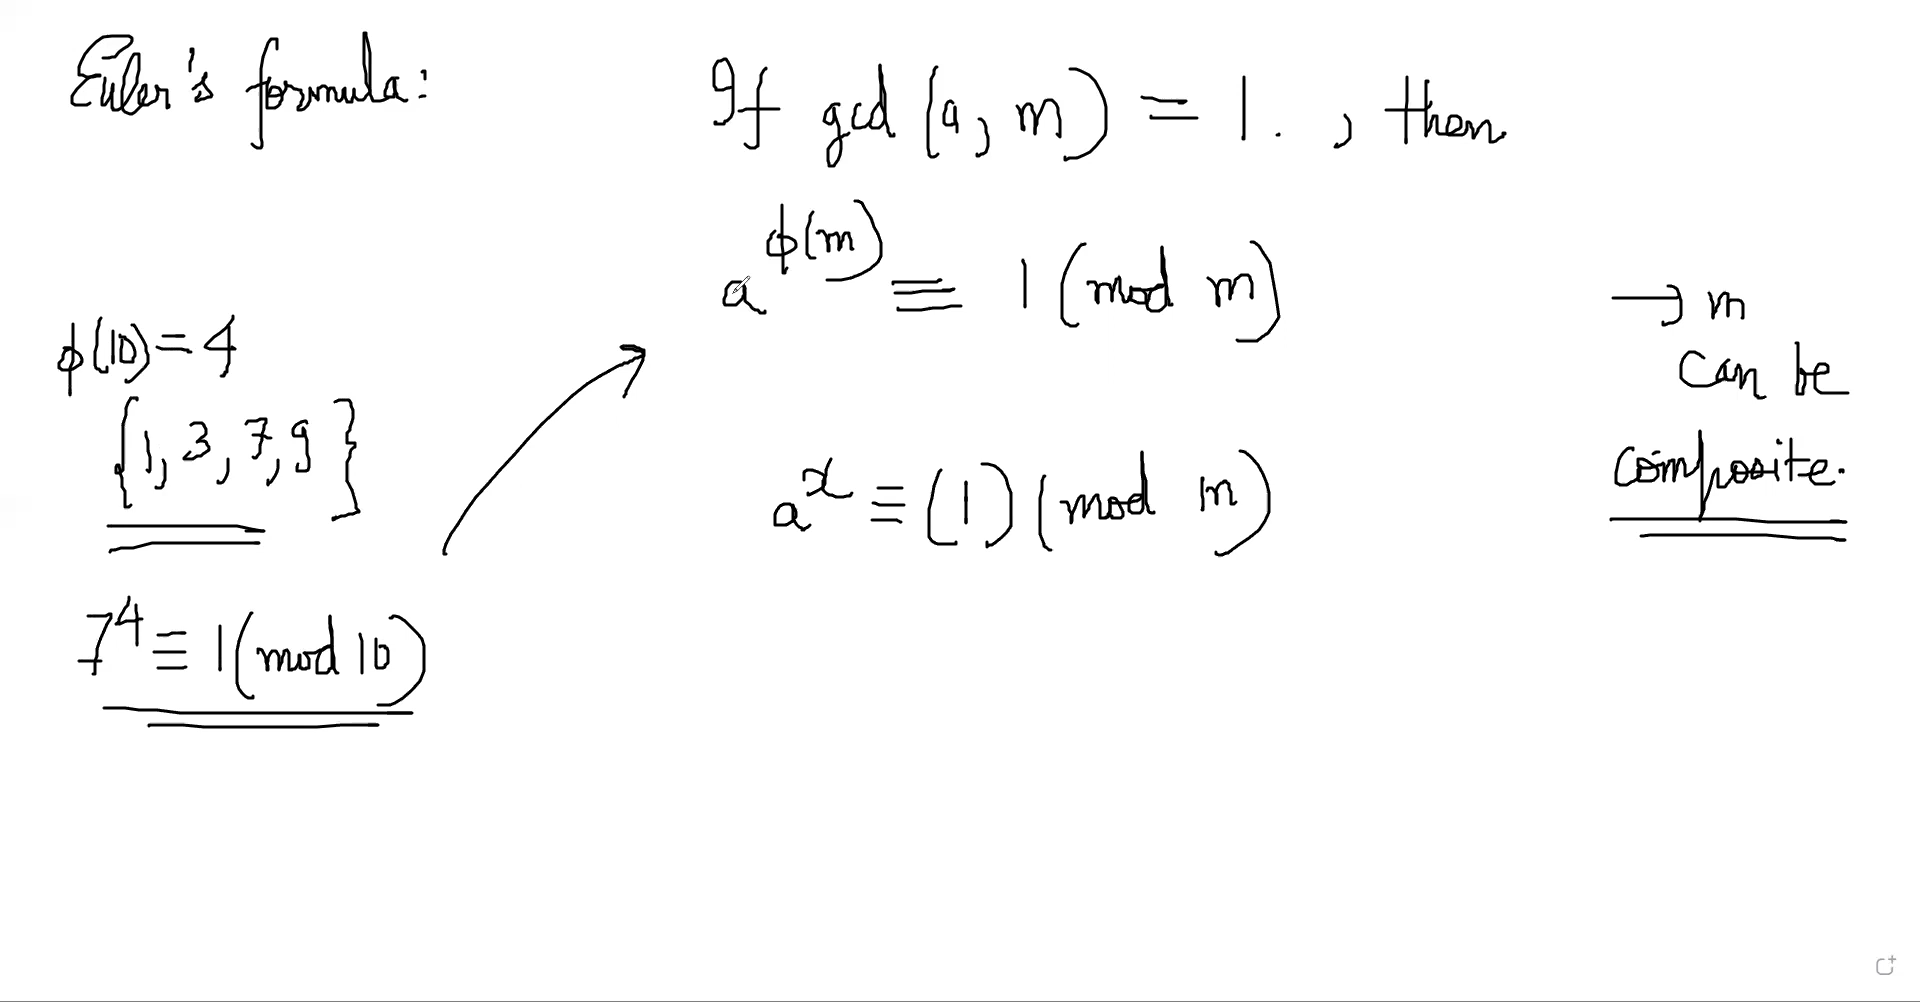 Euler's formula:
If gcd (a, m) = 1. , then
a^ϕ(m) ≡ 1 (mod m)
→ m
can be
composite.
ϕ(10) = 4
{1, 3, 7, 9}
a^x ≡ (1) (mod m)
7^4 ≡ 1 (mod 10)